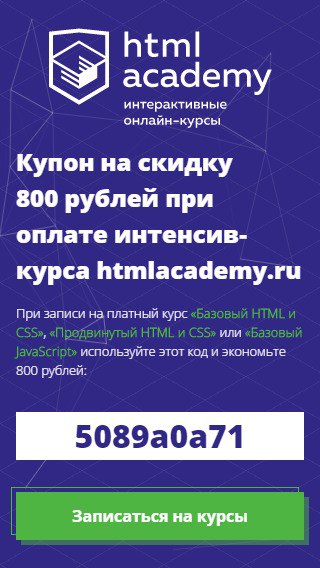 html
academy
интерактивные
онлайн-курсы
Купон на скидку
800 рублей при
оплате интенсив-
курса htmlacademy.ru
При записи на платный курс «Базовый HTML и
CSS», «Продвинутый HTML и CSS» или «Базовый
JavaScript» используйте этот код и экономьте
800 рублей:
5089a0a71
Записаться на курсы